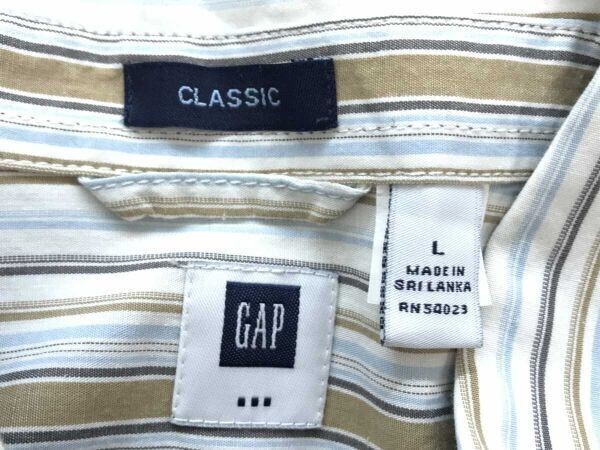 CLASSIC
L
MADE IN
SRI LANKA
RN 54023
GAP